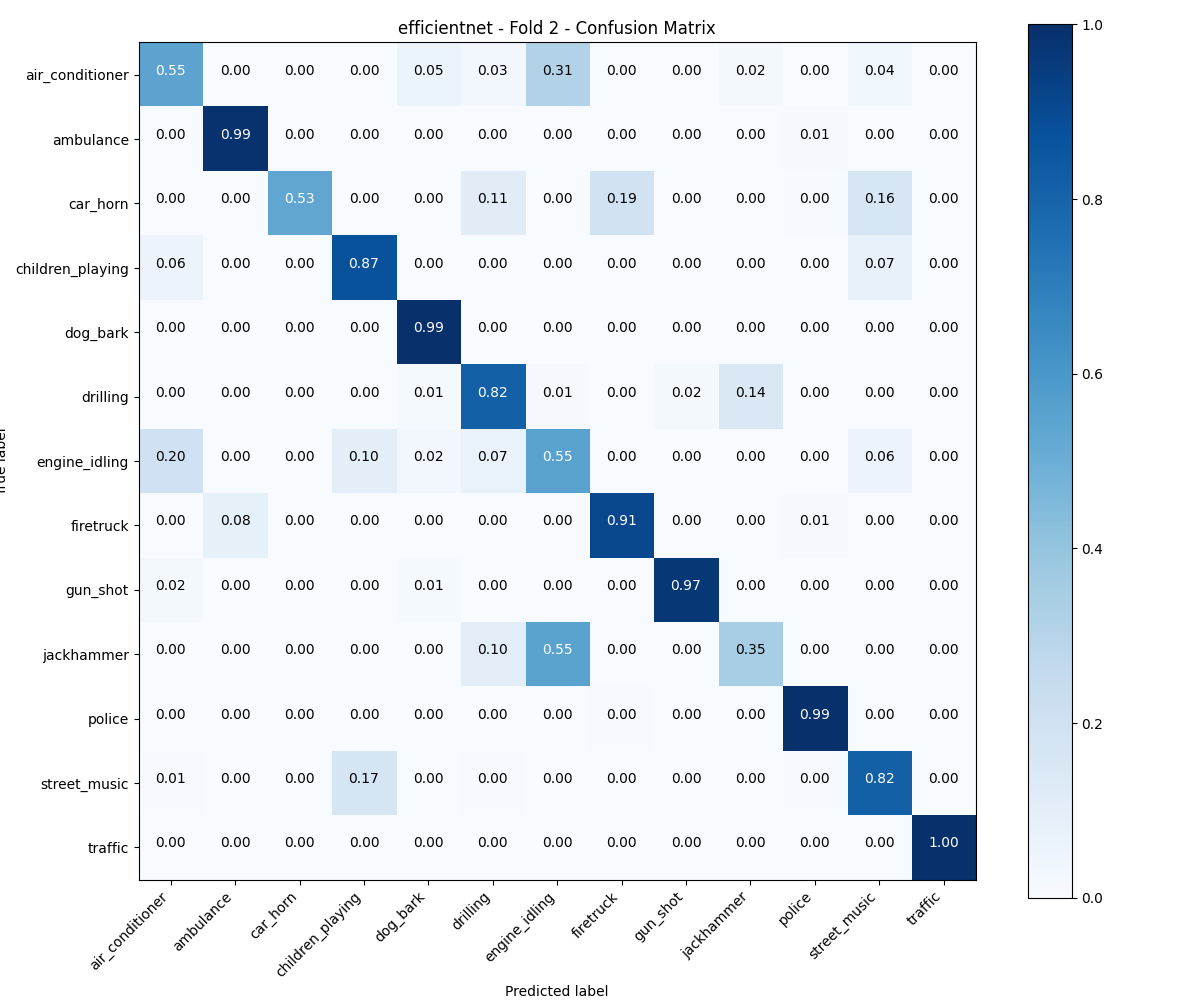 efficientnet - Fold 2 - Confusion Matrix
air_conditioner 0.55 0.00 0.00 0.00 0.05 0.03 0.31 0.00 0.00 0.02 0.00 0.04 0.00
ambulance 0.00 0.99 0.00 0.00 0.00 0.00 0.00 0.00 0.00 0.00 0.01 0.00 0.00
car_horn 0.00 0.00 0.53 0.00 0.00 0.11 0.00 0.19 0.00 0.00 0.00 0.16 0.00
children_playing 0.06 0.00 0.00 0.87 0.00 0.00 0.00 0.00 0.00 0.00 0.00 0.07 0.00
dog_bark 0.00 0.00 0.00 0.00 0.99 0.00 0.00 0.00 0.00 0.00 0.00 0.00 0.00
drilling 0.00 0.00 0.00 0.00 0.01 0.82 0.01 0.00 0.02 0.14 0.00 0.00 0.00
engine_idling 0.20 0.00 0.00 0.10 0.02 0.07 0.55 0.00 0.00 0.00 0.00 0.06 0.00
firetruck 0.00 0.08 0.00 0.00 0.00 0.00 0.00 0.91 0.00 0.00 0.01 0.00 0.00
gun_shot 0.02 0.00 0.00 0.00 0.01 0.00 0.00 0.00 0.97 0.00 0.00 0.00 0.00
jackhammer 0.00 0.00 0.00 0.00 0.00 0.10 0.55 0.00 0.00 0.35 0.00 0.00 0.00
police 0.00 0.00 0.00 0.00 0.00 0.00 0.00 0.00 0.00 0.00 0.99 0.00 0.00
street_music 0.01 0.00 0.00 0.17 0.00 0.00 0.00 0.00 0.00 0.00 0.00 0.82 0.00
traffic 0.00 0.00 0.00 0.00 0.00 0.00 0.00 0.00 0.00 0.00 0.00 0.00 1.00
air_conditioner ambulance car_horn children_playing dog_bark drilling engine_idling firetruck gun_shot jackhammer police street_music traffic
Predicted label
1.0
0.8
0.6
0.4
0.2
0.0